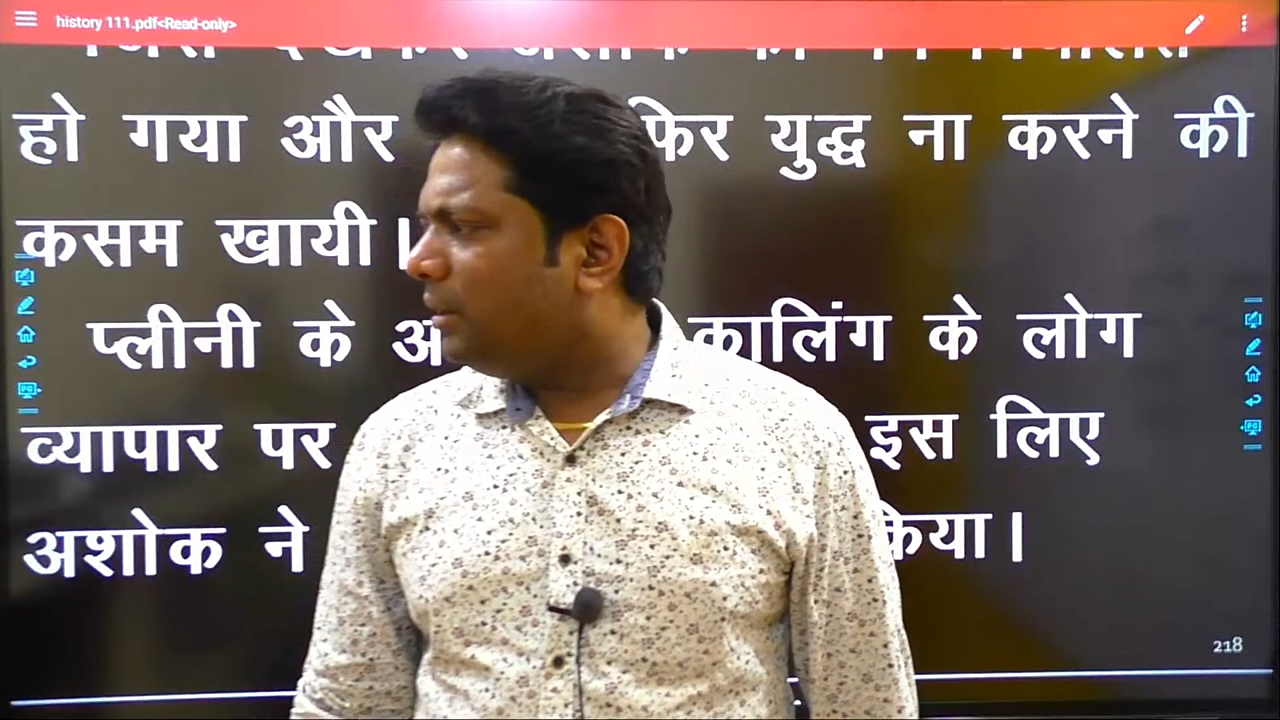 history 111.pdf<Read-only>
हो गया और फिर युद्ध ना करने की
कसम खायी।
प्लीनी के कालिंग के लोग
व्यापार पर इस लिए
अशोक ने किया।
218